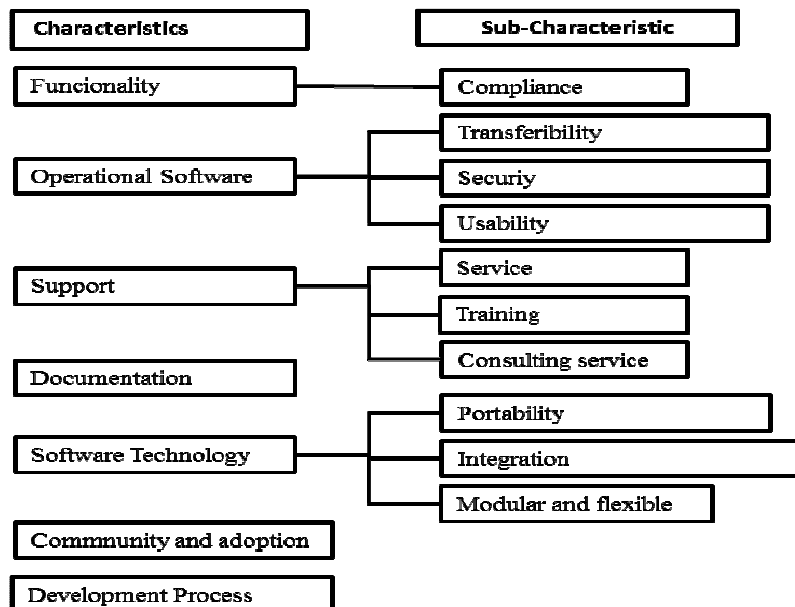 Characteristics
Sub-Characteristic
Funcionality
Compliance
Operational Software
Transferibility
Securiy
Usability
Support
Service
Training
Consulting service
Documentation
Software Technology
Portability
Integration
Modular and flexible
Commnunity and adoption
Development Process